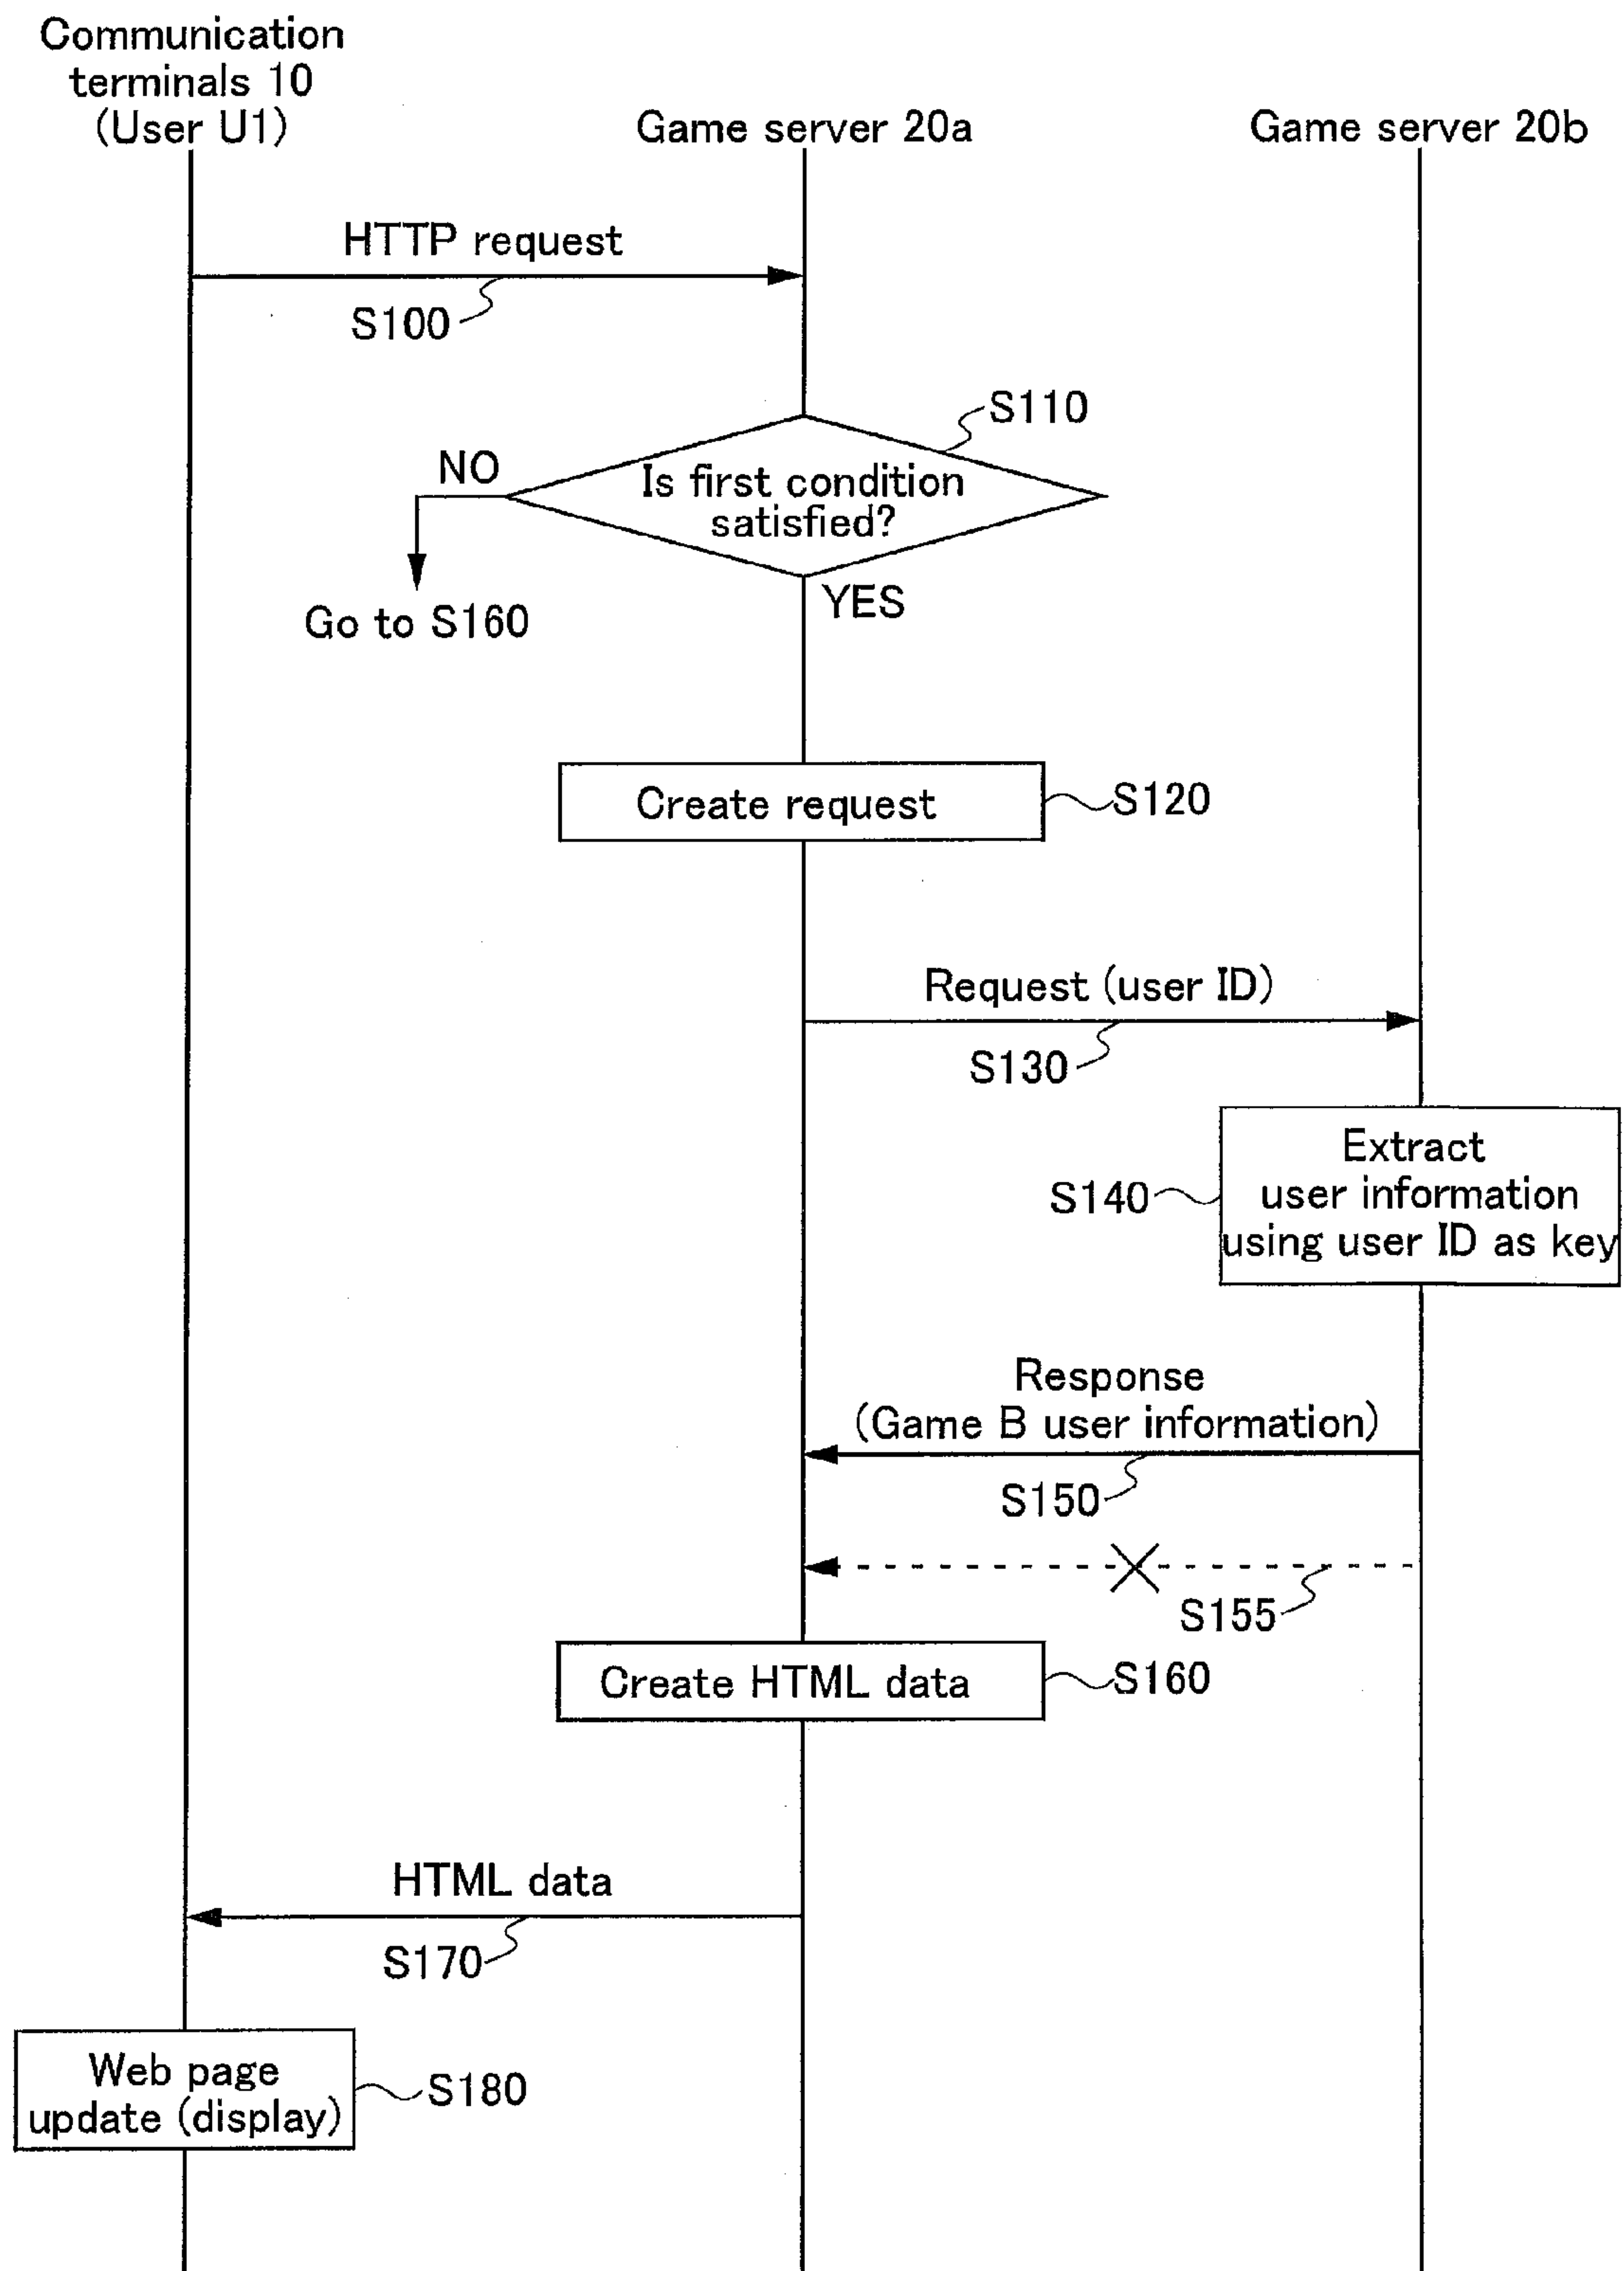 Communication
terminals 10
(User U1)
Game server 20a
Game server 20b
HTTP request
S100
S110
NO
Is first condition
satisfied?
YES
Go to S160
Create request
S120
Request (user ID)
S130
Extract
user information
using user ID as key
S140
Response
(Game B user information)
S150
S155
Create HTML data
S160
HTML data
S170
Web page
update (display)
S180